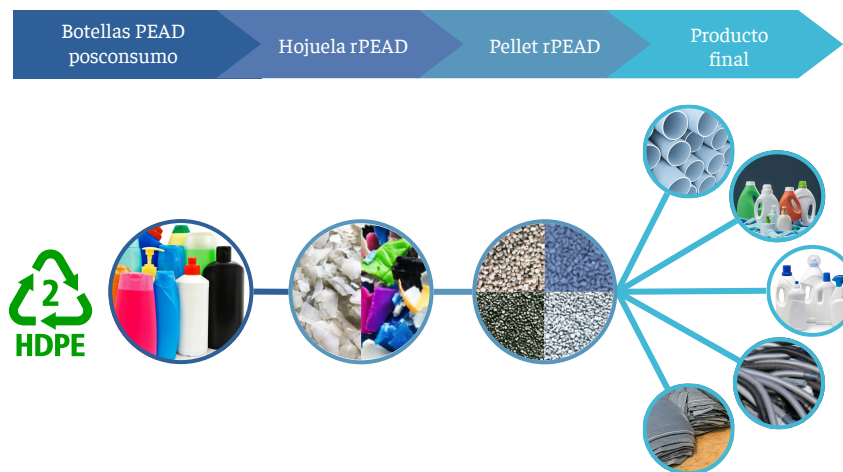 Botellas PEAD
posconsumo
Hojuela rPEAD
Pellet rPEAD
Producto
final
2
HDPE